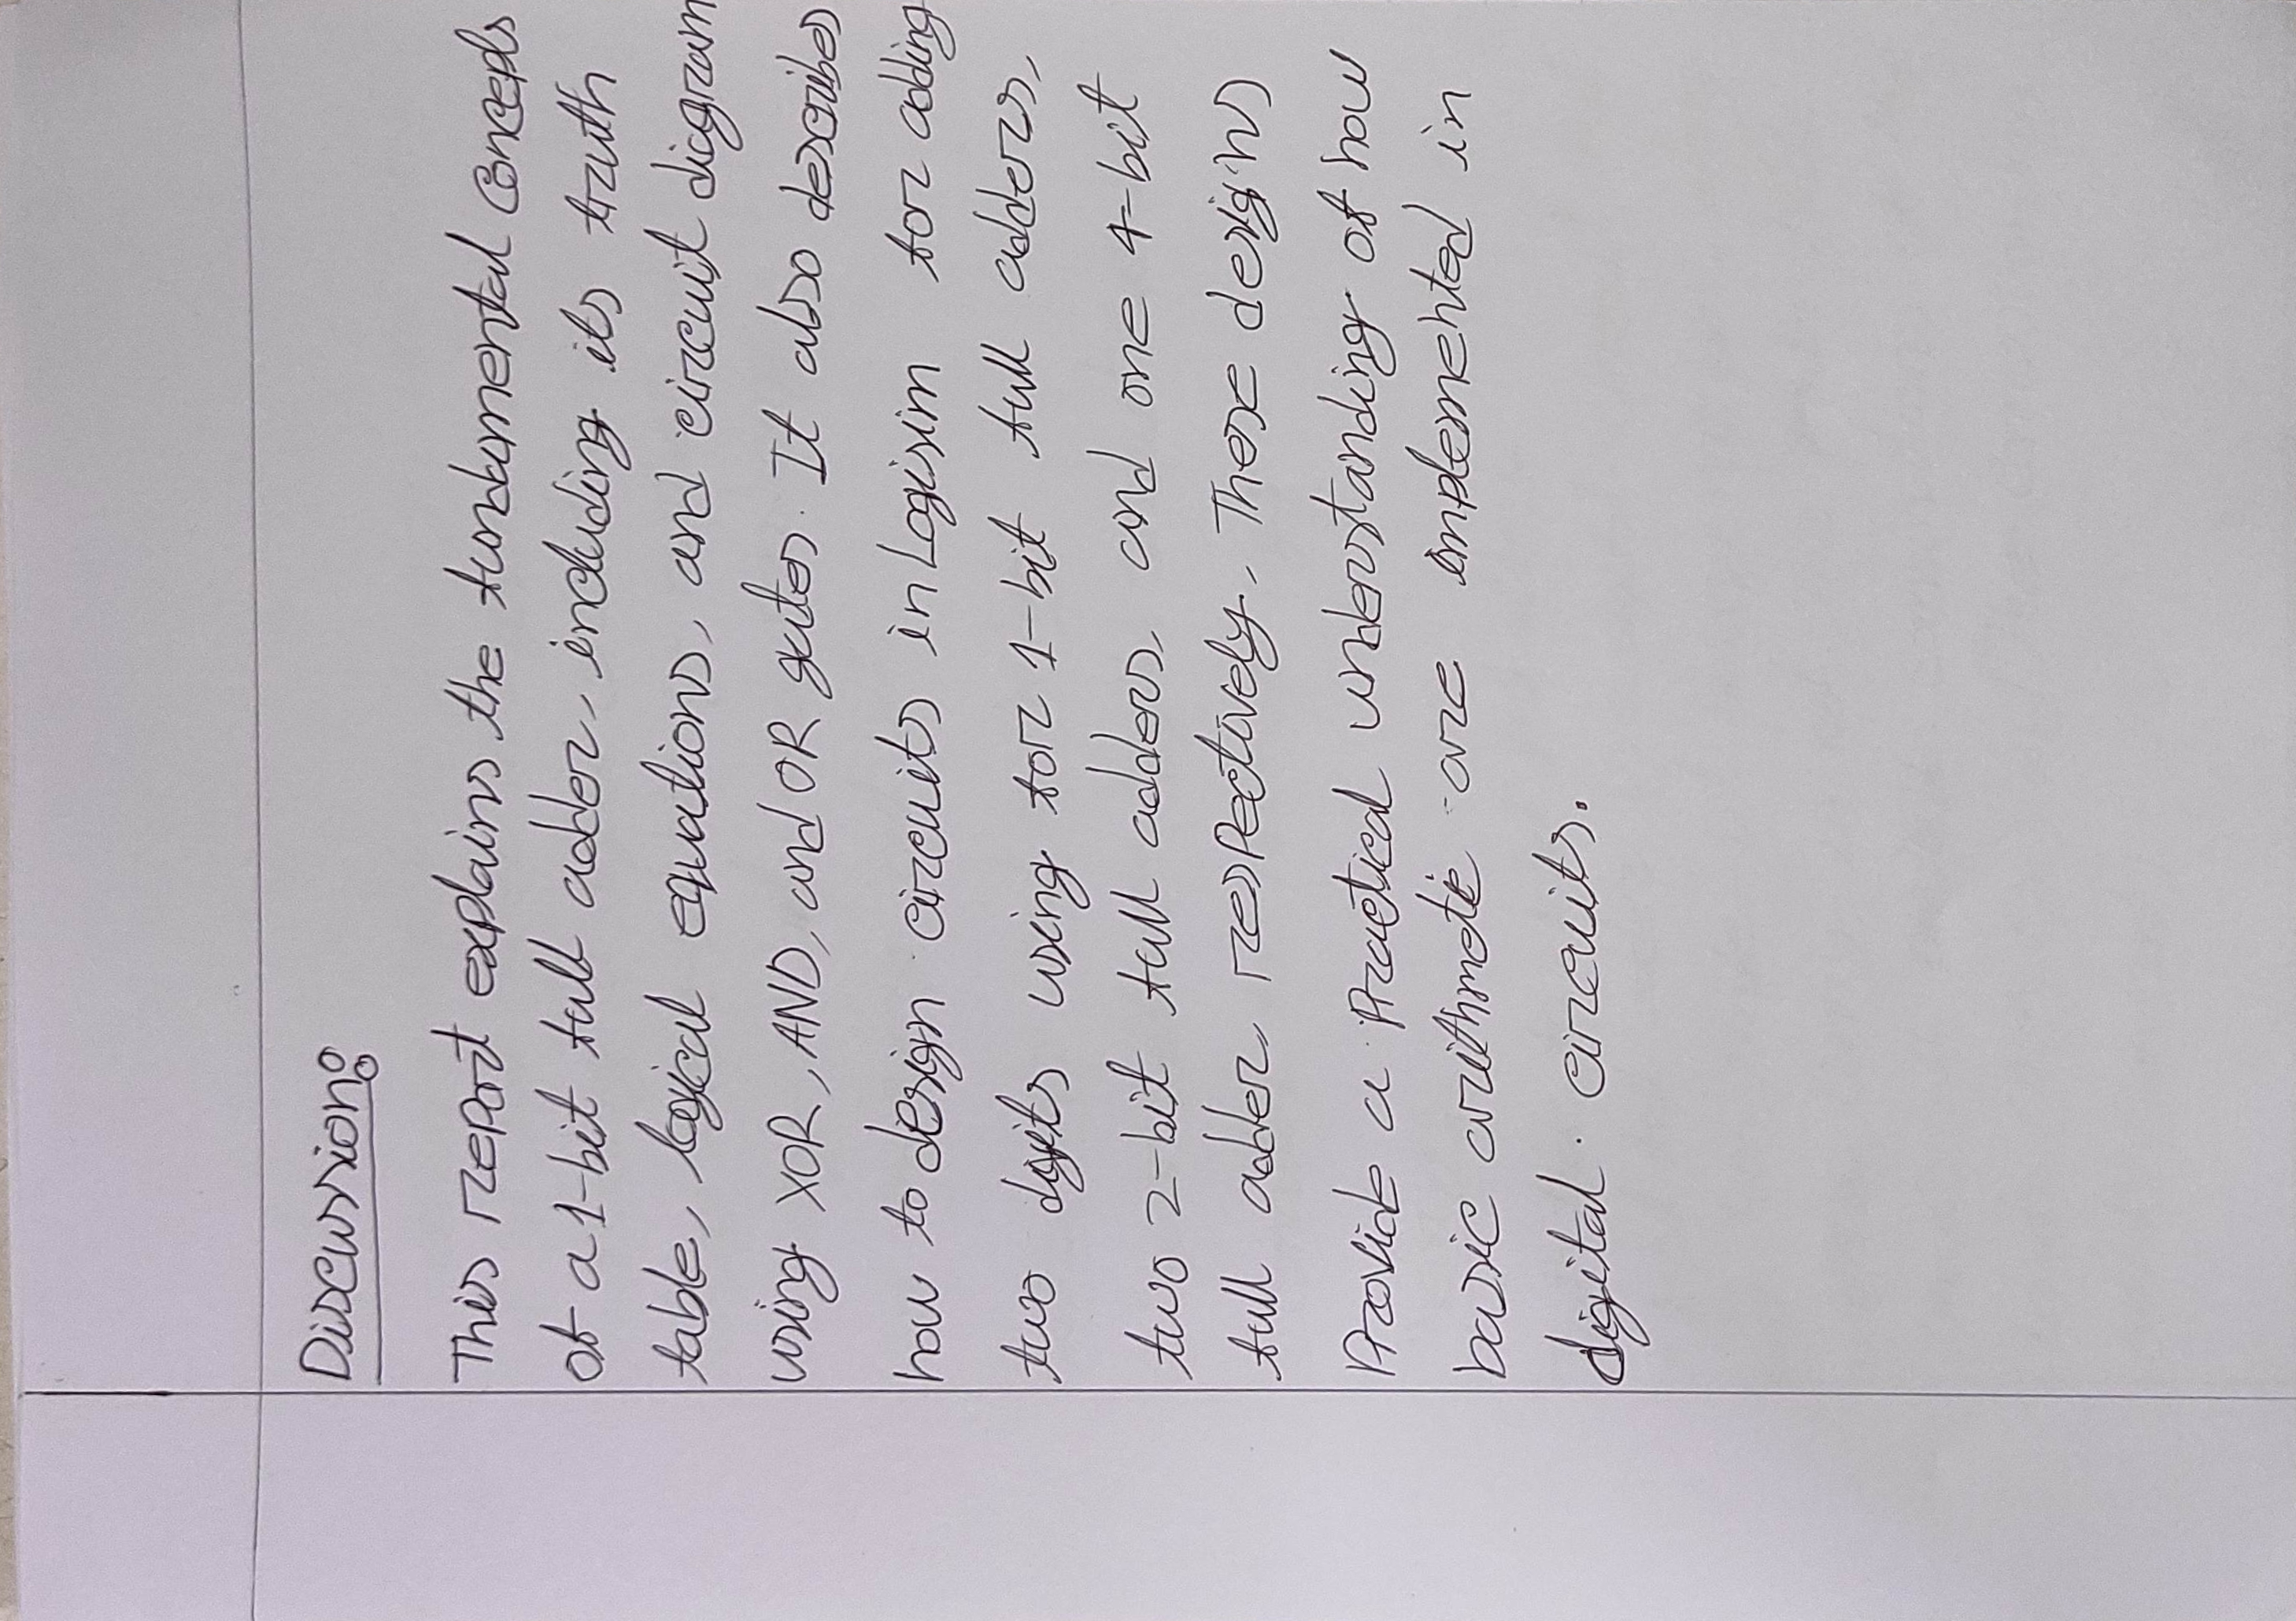 Discussion:
This report explains the fundamental concepts
of a 1-bit full adder, including its truth
table, logical equations, and circuit diagram
using XOR, AND, and OR gates. It also describes
how to design circuits in Logisim for adding
two digits using for 1-bit full adders,
two 2-bit full adders, and one 4-bit
full adder, respectively. These designs
Provide a Practical understanding of how
basic arithmetic are implemented in
digital circuits.